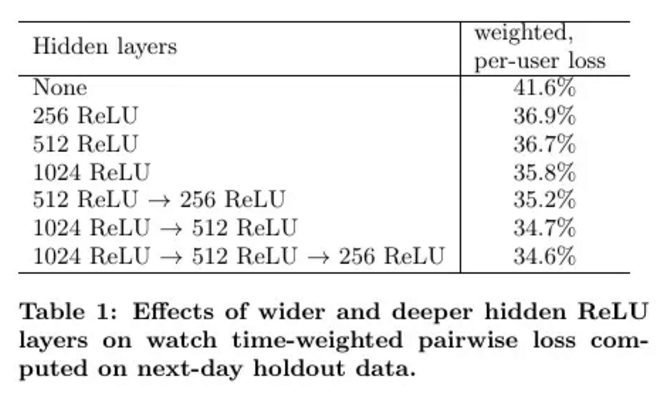 Hidden layers weighted,
per-user loss
None 41.6%
256 ReLU 36.9%
512 ReLU 36.7%
1024 ReLU 35.8%
512 ReLU → 256 ReLU 35.2%
1024 ReLU → 512 ReLU 34.7%
1024 ReLU → 512 ReLU → 256 ReLU 34.6%
Table 1: Effects of wider and deeper hidden ReLU
layers on watch time-weighted pairwise loss com-
puted on next-day holdout data.